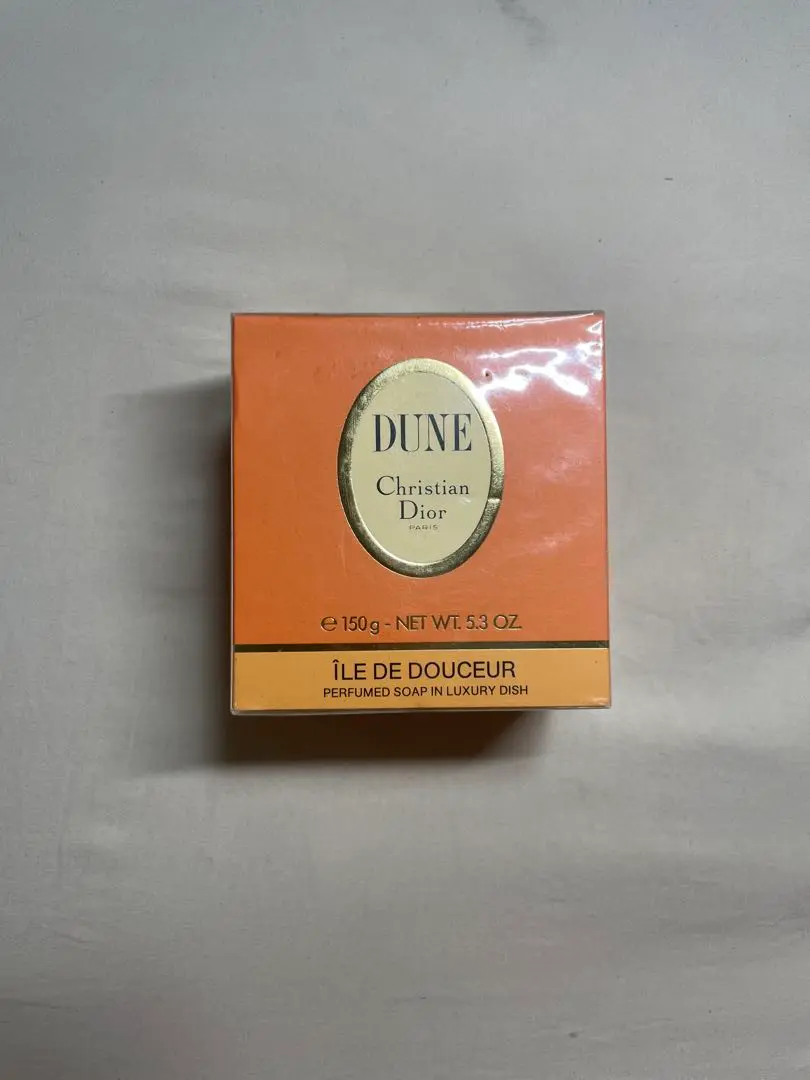 DUNE
Christian
Dior
PARIS
℮ 150g - NET WT. 5.3 OZ.
ÎLE DE DOUCEUR
PERFUMED SOAP IN LUXURY DISH